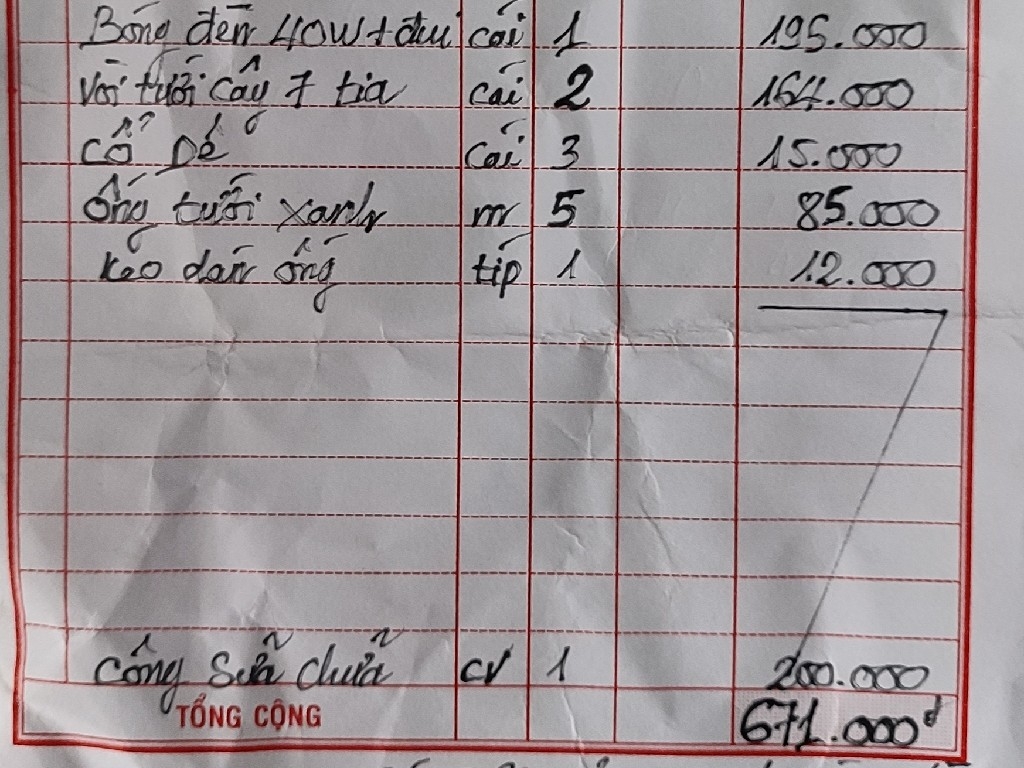 Bóng đèn 40W+đui cái 1 195.000
Vòi tưới cây 7 tia cái 2 164.000
Cổ Dê cái 3 15.000
Ống tưới xanh m 5 85.000
Keo dán ống típ 1 12.000
Công Sửa chữa CV 1 200.000
TỔNG CỘNG 671.000đ